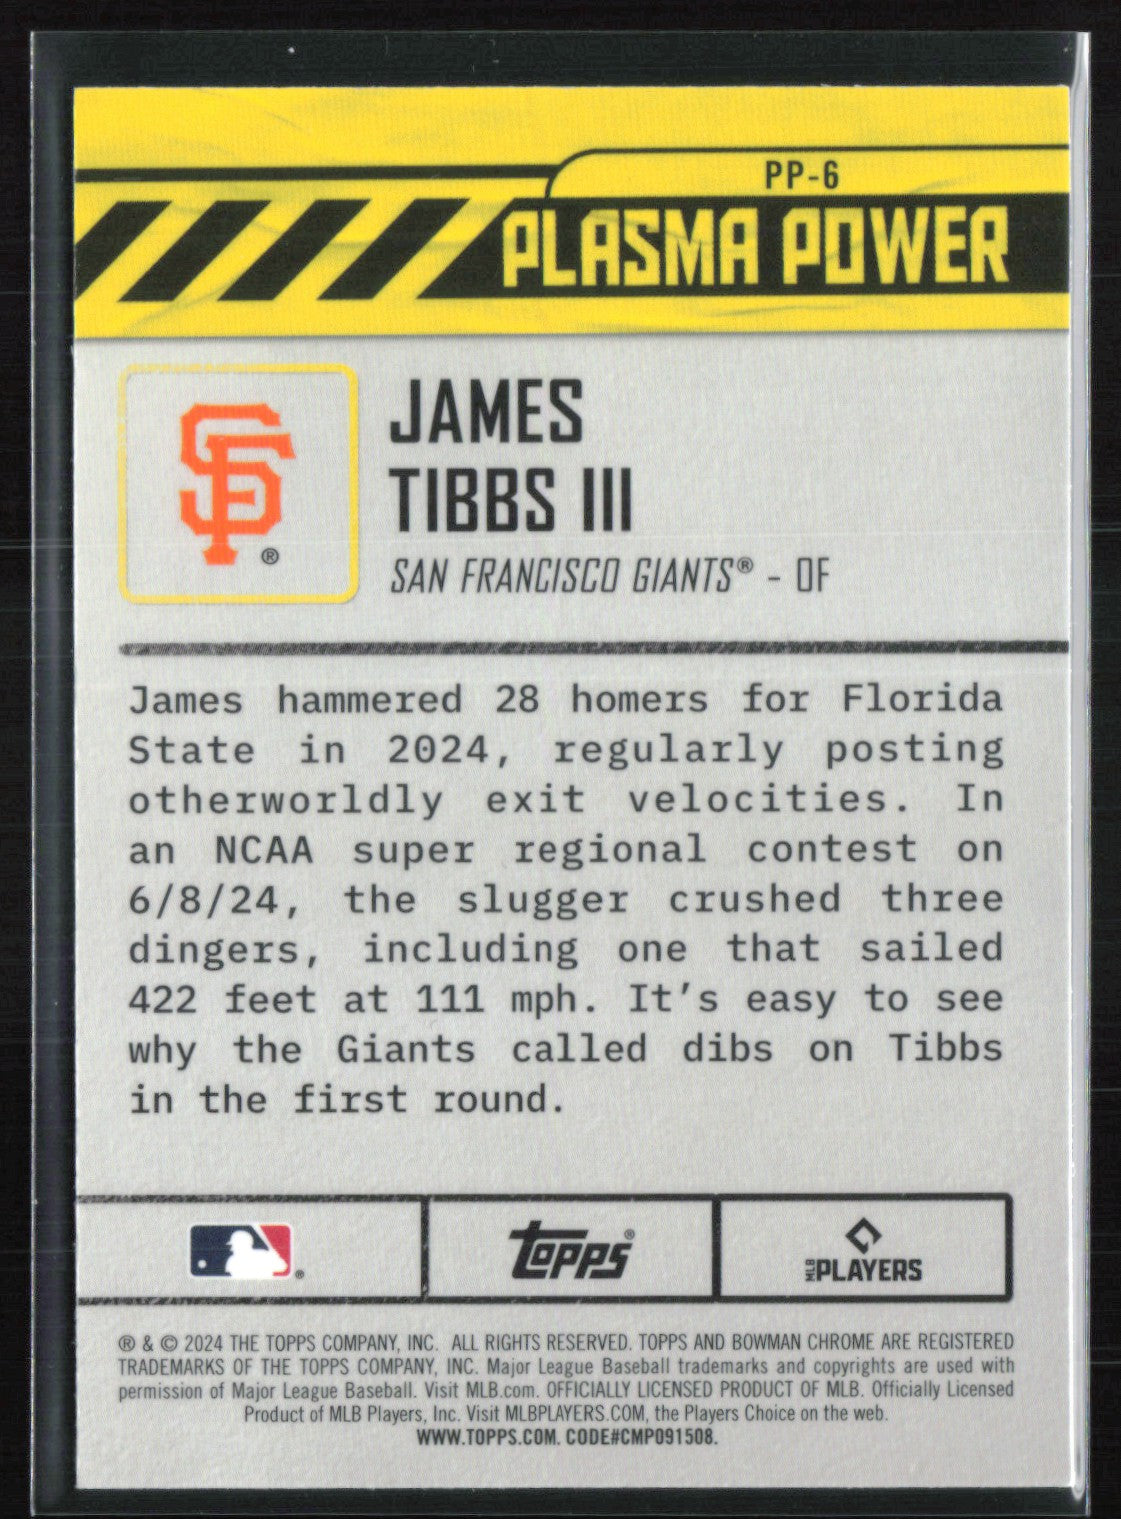 PP-6
PLASMA POWER
SF ®
JAMES
TIBBS III
SAN FRANCISCO GIANTS® - OF
James hammered 28 homers for Florida
State in 2024, regularly posting
otherworldly exit velocities. In
an NCAA super regional contest on
6/8/24, the slugger crushed three
dingers, including one that sailed
422 feet at 111 mph. It's easy to see
why the Giants called dibs on Tibbs
in the first round.
®
Topps®
MLB PLAYERS
® & © 2024 THE TOPPS COMPANY, INC. ALL RIGHTS RESERVED. TOPPS AND BOWMAN CHROME ARE REGISTERED
TRADEMARKS OF THE TOPPS COMPANY, INC. Major League Baseball trademarks and copyrights are used with
permission of Major League Baseball. Visit MLB.com. OFFICIALLY LICENSED PRODUCT OF MLB. Officially Licensed
Product of MLB Players, Inc. Visit MLBPLAYERS.COM, the Players Choice on the web.
WWW.TOPPS.COM. CODE#CMP091508.